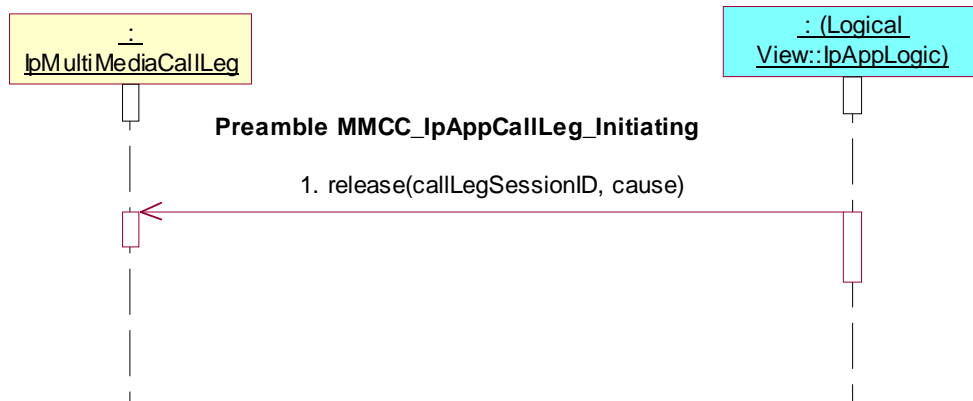 :
IpMultiMediaCallLeg
: (Logical
View::IpAppLogic)
Preamble MMCC_IpAppCallLeg_Initiating
1. release(callLegSessionID, cause)